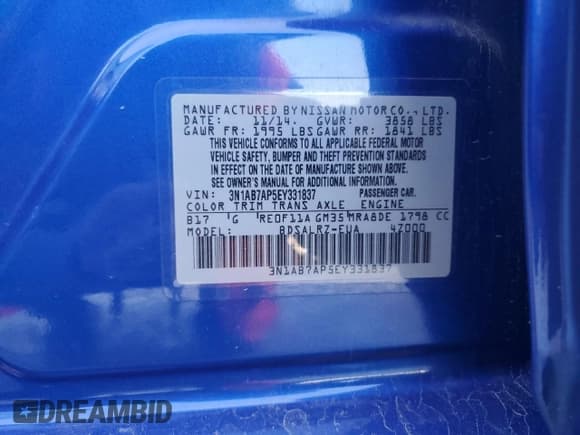 MANUFACTURED BY NISSAN MOTOR CO., LTD.
DATE: 11/14. GVWR: 3858 LBS
GAWR FR: 1995 LBS GAWR RR: 1841 LBS
THIS VEHICLE CONFORMS TO ALL APPLICABLE FEDERAL MOTOR
VEHICLE SAFETY, BUMPER AND THEFT PREVENTION STANDARDS
IN EFFECT ON THE DATE OF MANUFACTURE SHOWN ABOVE.
SEE OWNER'S MANUAL FOR ADDITIONAL INFORMATION.
VIN: 3N1AB7AP5EY331837 PASSENGER CAR.
COLOR TRIM TRANS AXLE ENGINE
B17 G RE0F11A GM35 MRA8DE 1798 CC
MODEL: BDSALRZ-EUA 4Z000
3N1AB7AP5EY331837
DREAMBID